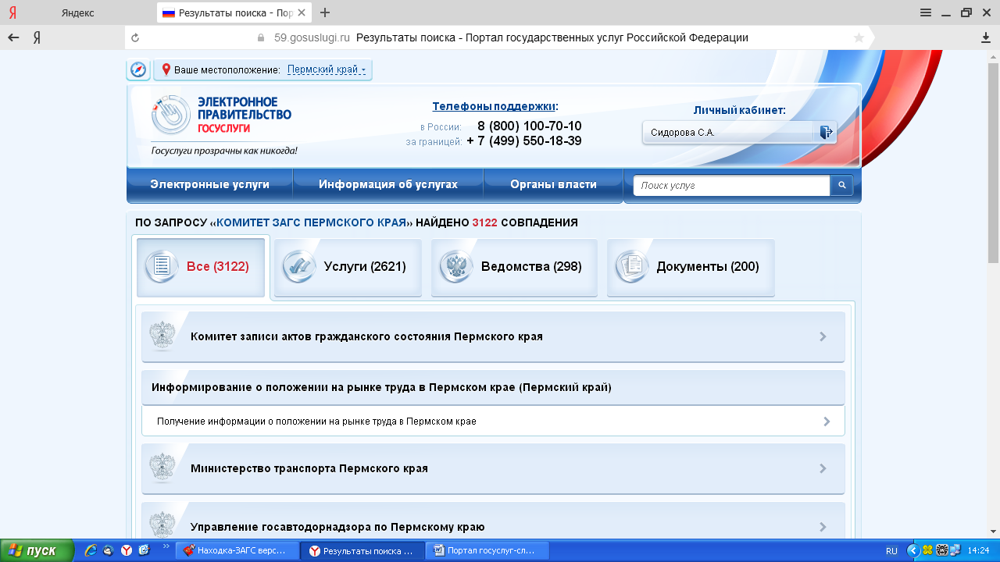 Я
Яндекс
Результаты поиска - Пор
Я
59.gosuslugi.ru Результаты поиска - Портал государственных услуг Российской Федерации
Ваше местоположение: Пермский край
ЭЛЕКТРОННОЕ
ПРАВИТЕЛЬСТВО
ГОСУСЛУГИ
Госуслуги прозрачны как никогда!
Телефоны поддержки:
в России: 8 (800) 100-70-10
за границей: + 7 (499) 550-18-39
Личный кабинет:
Сидорова С.А.
Электронные услуги
Информация об услугах
Органы власти
Поиск услуг
ПО ЗАПРОСУ «КОМИТЕТ ЗАГС ПЕРМСКОГО КРАЯ» НАЙДЕНО 3122 СОВПАДЕНИЯ
Все (3122)
Услуги (2621)
Ведомства (298)
Документы (200)
Комитет записи актов гражданского состояния Пермского края
Информирование о положении на рынке труда в Пермском крае (Пермский край)
Получение информации о положении на рынке труда в Пермском крае
Министерство транспорта Пермского края
Управление госавтодорнадзора по Пермскому краю
пуск
Находка-ЗАГС верс...
Результаты поиска ...
Портал госуслуг-сл...
RU
14:24